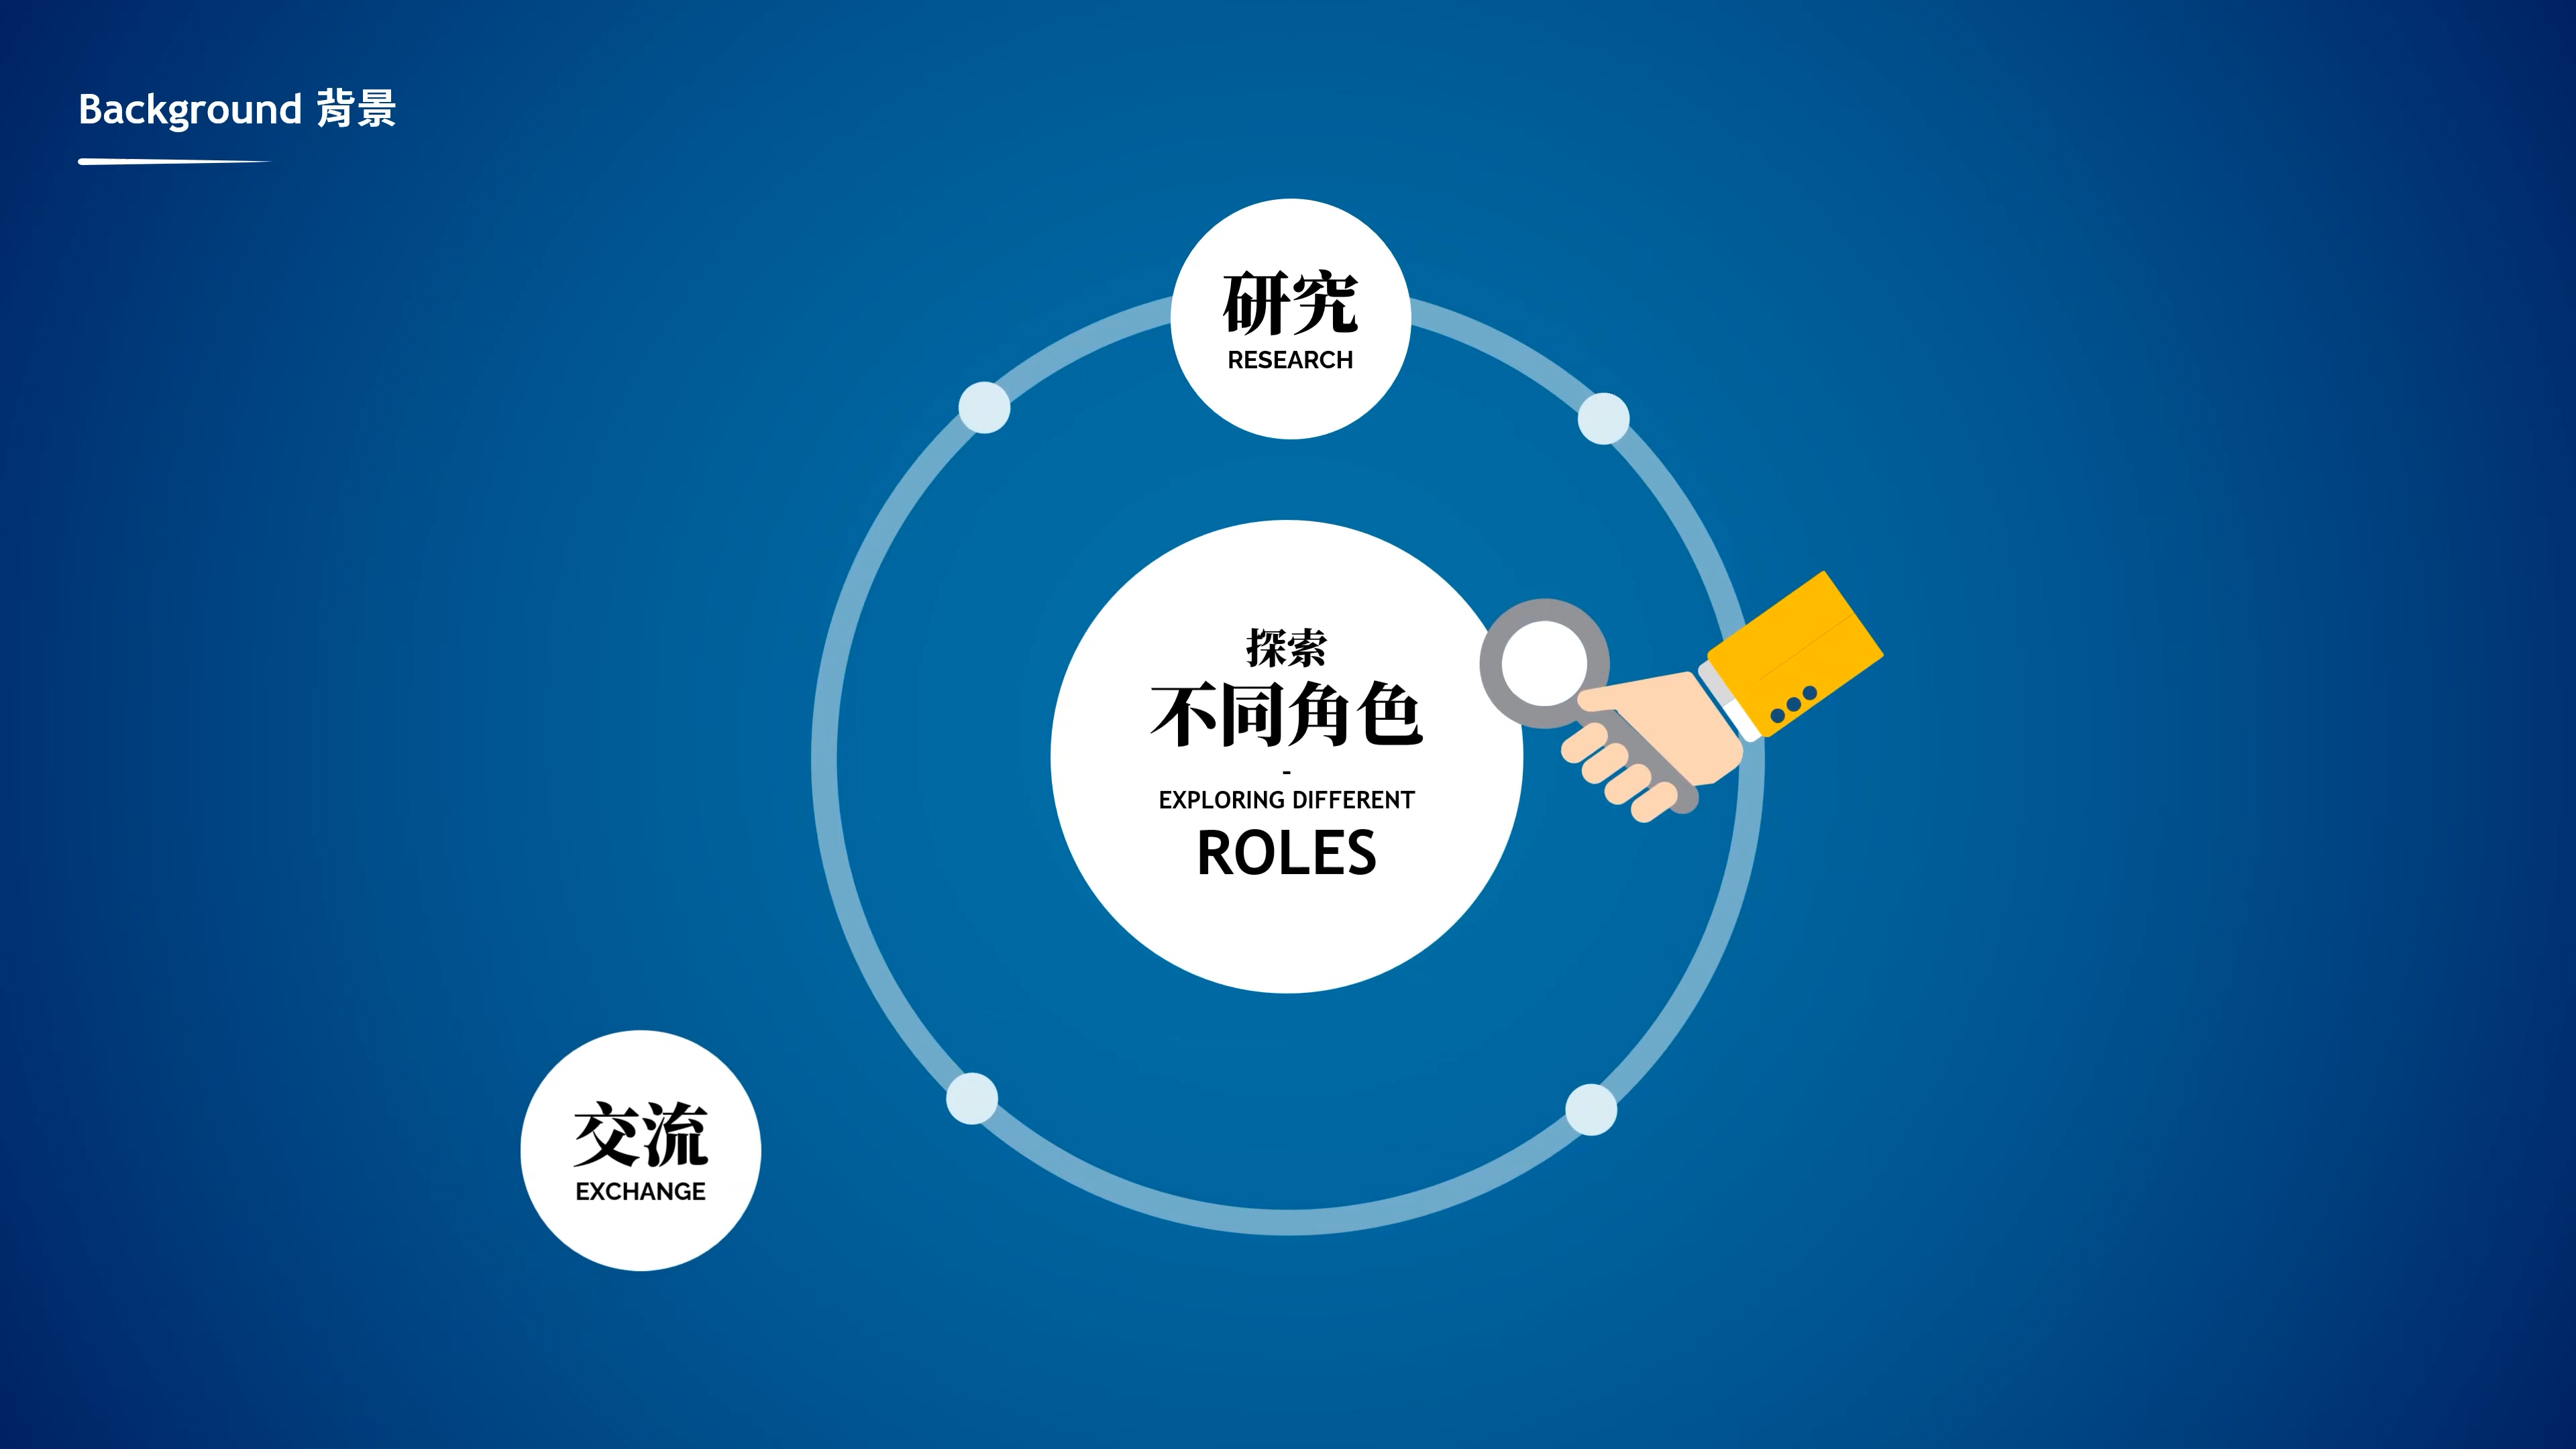 Background 背景
研究
RESEARCH
探索
不同角色
-
EXPLORING DIFFERENT
ROLES
交流
EXCHANGE